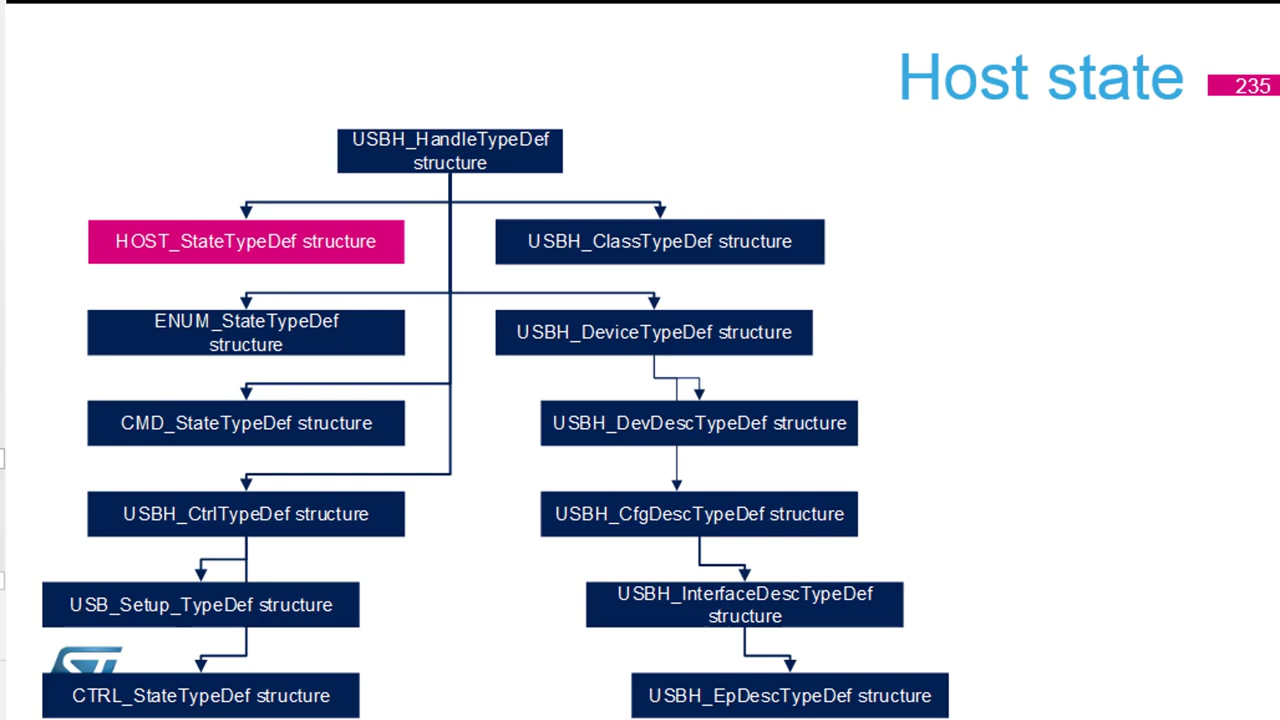 Host state
235
USBH_HandleTypeDef
structure
HOST_StateTypeDef structure
USBH_ClassTypeDef structure
ENUM_StateTypeDef
structure
USBH_DeviceTypeDef structure
CMD_StateTypeDef structure
USBH_DevDescTypeDef structure
USBH_CtrlTypeDef structure
USBH_CfgDescTypeDef structure
USB_Setup_TypeDef structure
USBH_InterfaceDescTypeDef
structure
ST
CTRL_StateTypeDef structure
USBH_EpDescTypeDef structure